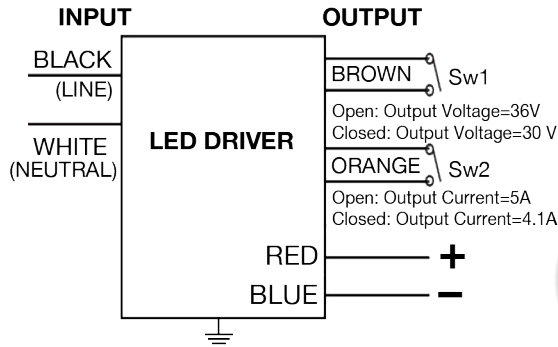 INPUT
OUTPUT
BLACK
(LINE)
WHITE
(NEUTRAL)
LED DRIVER
BROWN
Sw1
Open: Output Voltage=36V
Closed: Output Voltage=30 V
ORANGE
Sw2
Open: Output Current=5A
Closed: Output Current=4.1A
RED
+
BLUE
−